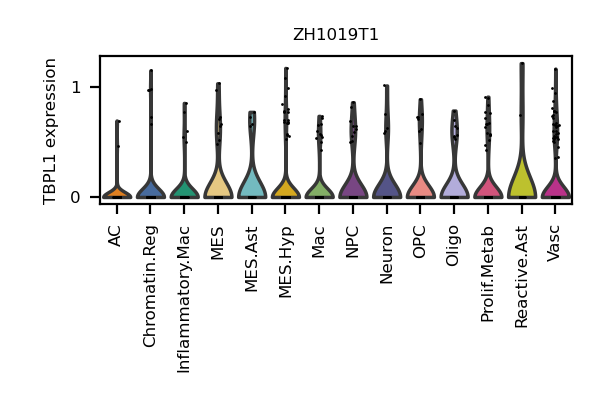 ZH1019T1
TBPL1 expression
1
0
AC
Chromatin.Reg
Inflammatory.Mac
MES
MES.Ast
MES.Hyp
Mac
NPC
Neuron
OPC
Oligo
Prolif.Metab
Reactive.Ast
Vasc